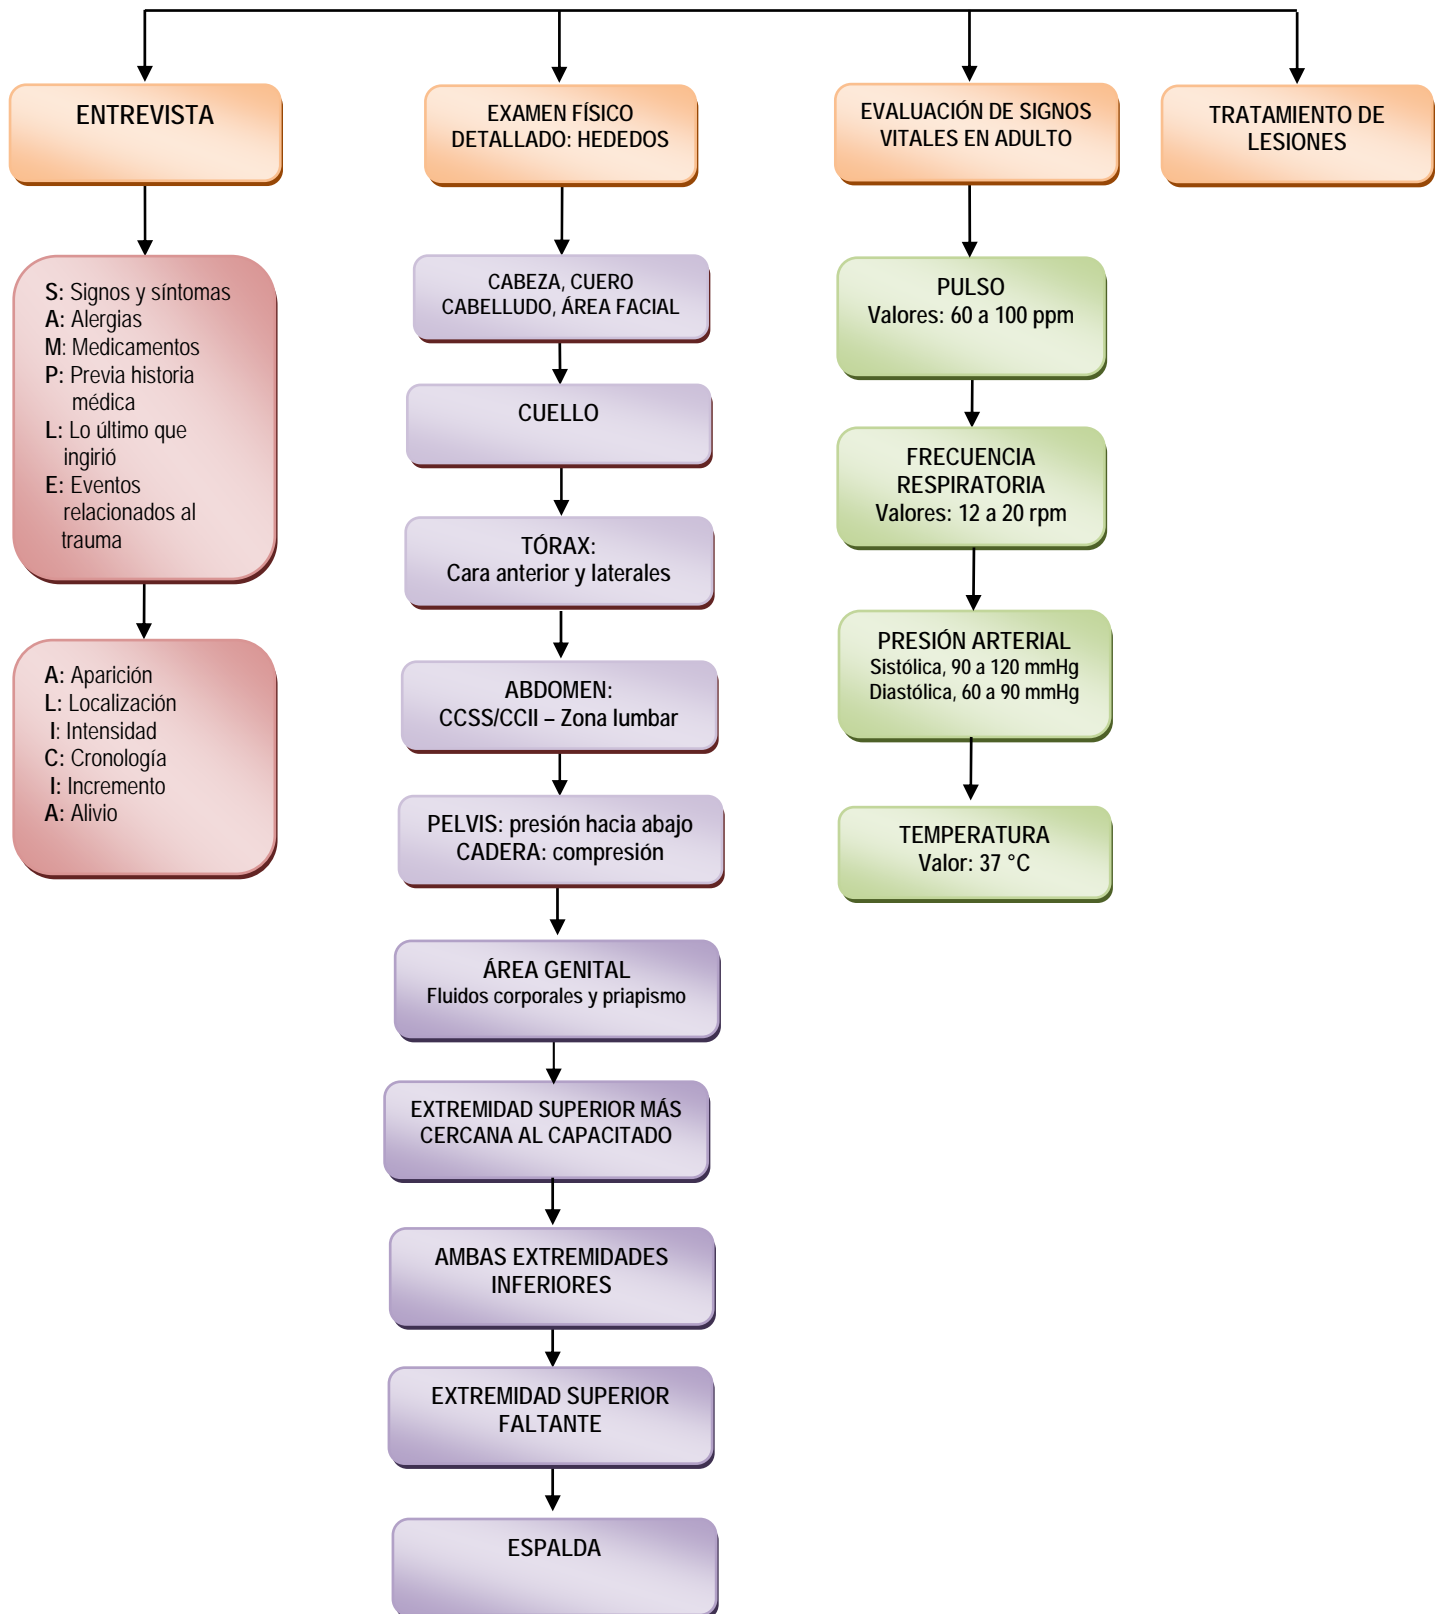 ENTREVISTA
S: Signos y síntomas
A: Alergias
M: Medicamentos
P: Previa historia
médica
L: Lo último que
ingirió
E: Eventos
relacionados al
trauma
A: Aparición
L: Localización
I: Intensidad
C: Cronología
I: Incremento
A: Alivio
EXAMEN FÍSICO
DETALLADO: HEDEDOS
CABEZA, CUERO
CABELLUDO, ÁREA FACIAL
CUELLO
TÓRAX:
Cara anterior y laterales
ABDOMEN:
CCSS/CCII – Zona lumbar
PELVIS: presión hacia abajo
CADERA: compresión
ÁREA GENITAL
Fluidos corporales y priapismo
EXTREMIDAD SUPERIOR MÁS
CERCANA AL CAPACITADO
AMBAS EXTREMIDADES
INFERIORES
EXTREMIDAD SUPERIOR
FALTANTE
ESPALDA
EVALUACIÓN DE SIGNOS
VITALES EN ADULTO
PULSO
Valores: 60 a 100 ppm
FRECUENCIA
RESPIRATORIA
Valores: 12 a 20 rpm
PRESIÓN ARTERIAL
Sistólica, 90 a 120 mmHg
Diastólica, 60 a 90 mmHg
TEMPERATURA
Valor: 37 °C
TRATAMIENTO DE
LESIONES